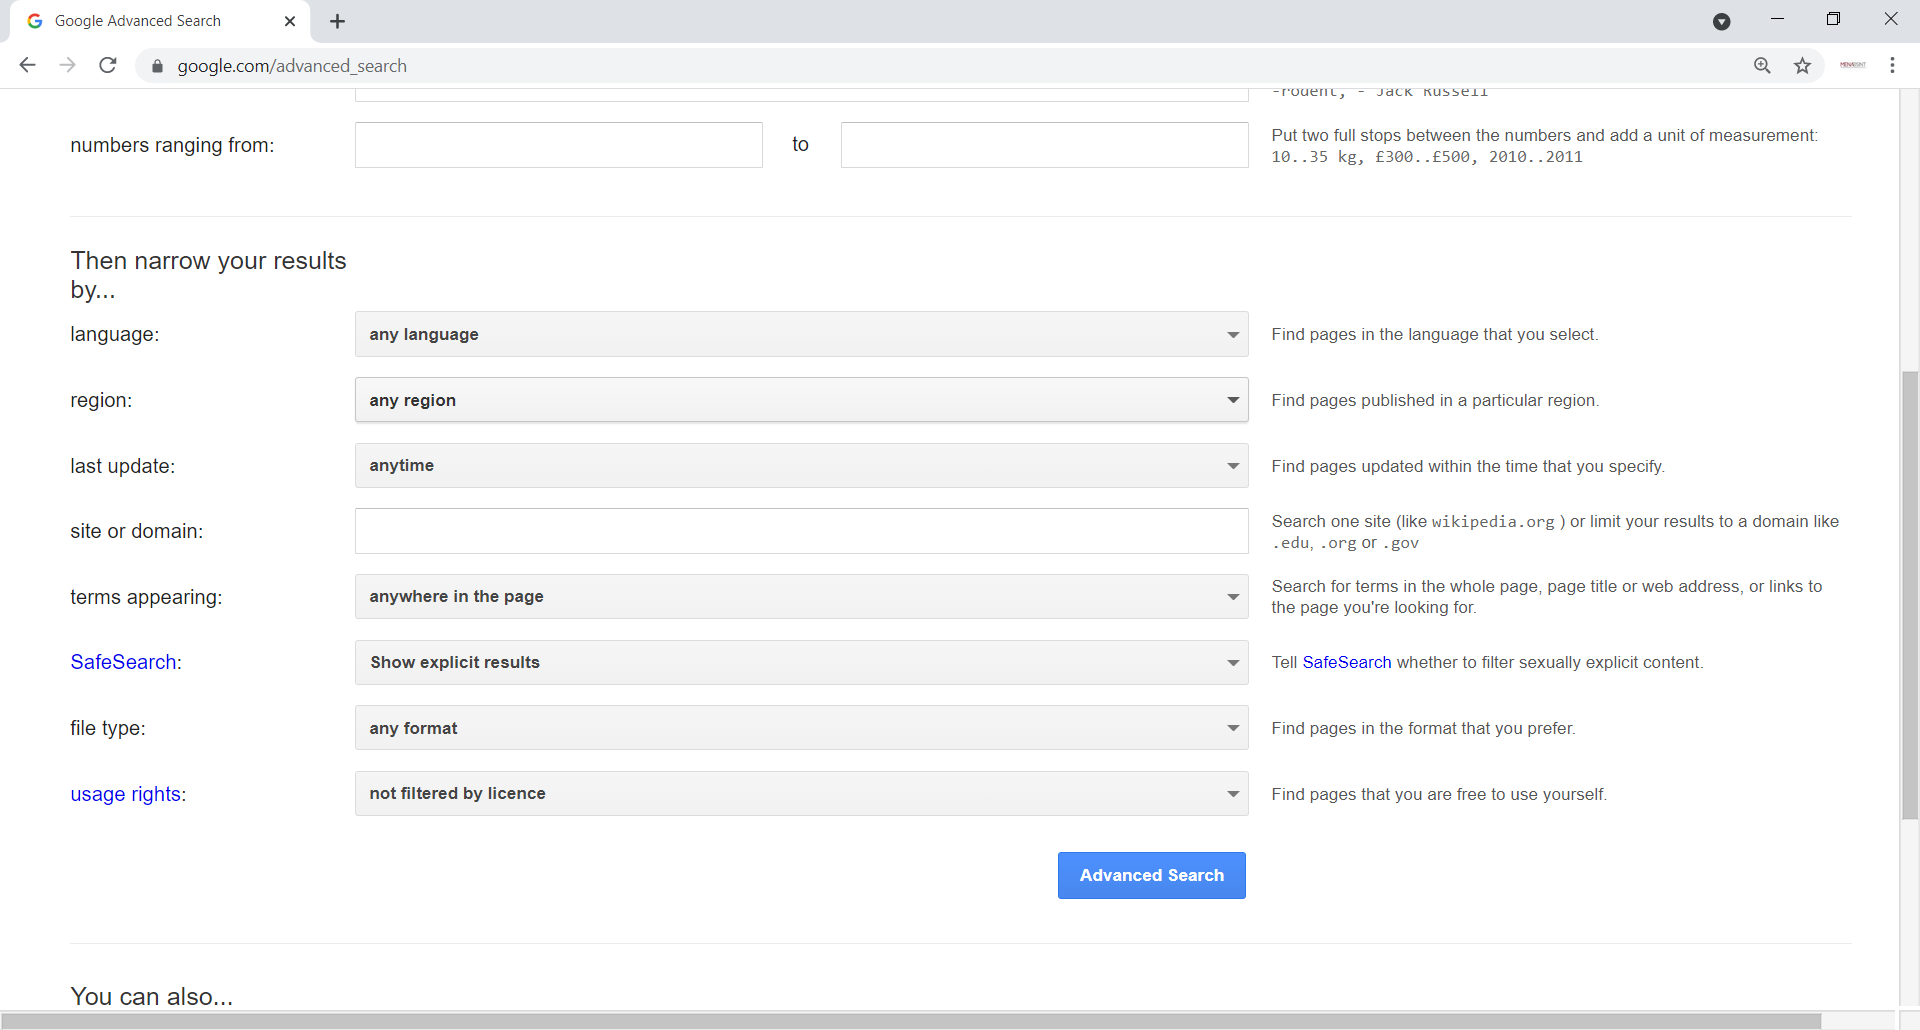 Google Advanced Search
google.com/advanced_search
-rodent, - Jack Russell
numbers ranging from:
to
Put two full stops between the numbers and add a unit of measurement:
10..35 kg, £300..£500, 2010..2011
Then narrow your results
by...
language:
any language
Find pages in the language that you select.
region:
any region
Find pages published in a particular region.
last update:
anytime
Find pages updated within the time that you specify.
site or domain:
Search one site (like wikipedia.org ) or limit your results to a domain like
.edu, .org or .gov
terms appearing:
anywhere in the page
Search for terms in the whole page, page title or web address, or links to
the page you're looking for.
SafeSearch:
Show explicit results
Tell SafeSearch whether to filter sexually explicit content.
file type:
any format
Find pages in the format that you prefer.
usage rights:
not filtered by licence
Find pages that you are free to use yourself.
Advanced Search
You can also...